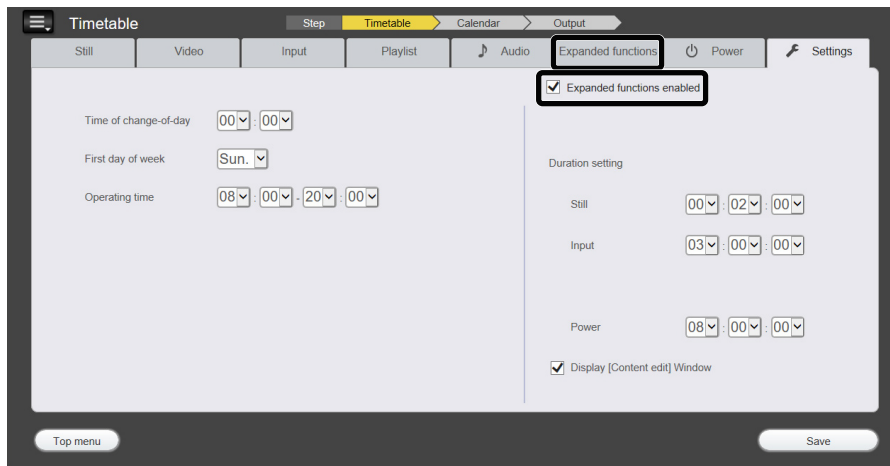 Timetable
Step Timetable Calendar Output
Still Video Input Playlist Audio Expanded functions Power Settings
Expanded functions enabled
Time of change-of-day 00 : 00
First day of week Sun.
Operating time 08 : 00 - 20 : 00
Duration setting
Still 00 : 02 : 00
Input 03 : 00 : 00
Power 08 : 00 : 00
Display [Content edit] Window
Top menu Save